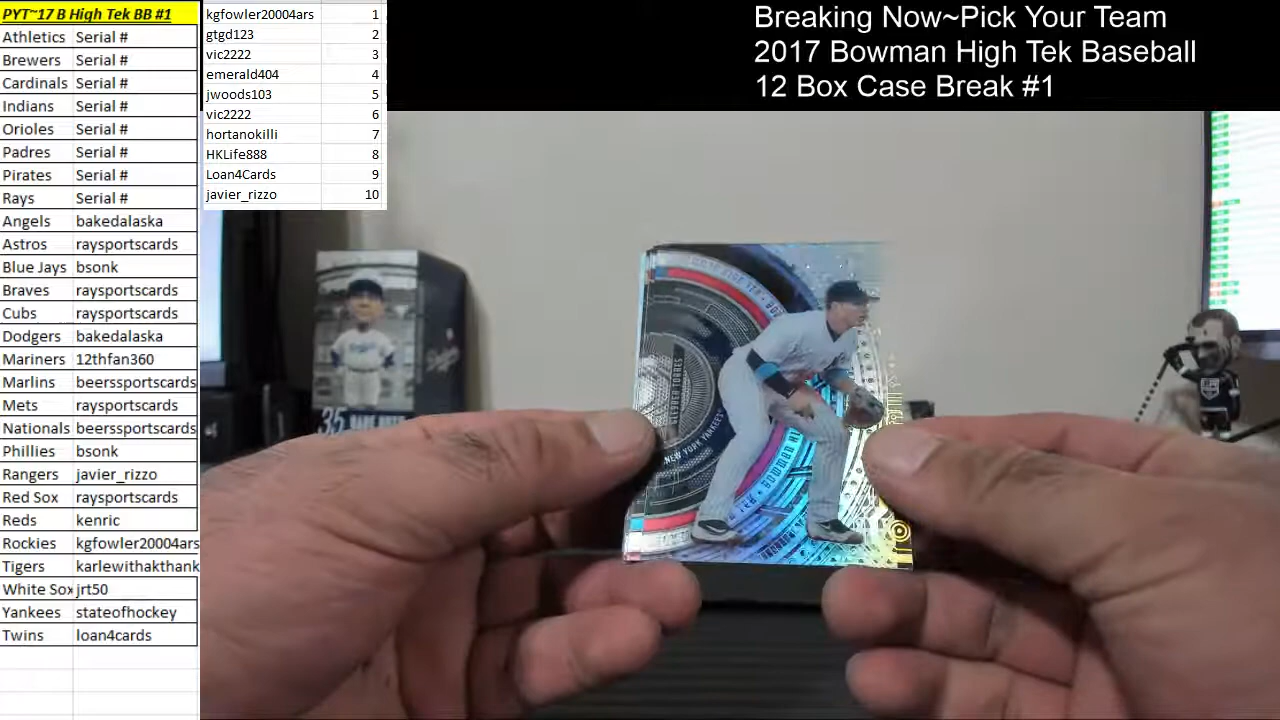 PYT~17 B High Tek BB #1
Athletics Serial #
Brewers Serial #
Cardinals Serial #
Indians Serial #
Orioles Serial #
Padres Serial #
Pirates Serial #
Rays Serial #
Angels bakedalaska
Astros raysportscards
Blue Jays bsonk
Braves raysportscards
Cubs raysportscards
Dodgers bakedalaska
Mariners 12thfan360
Marlins beerssportscards
Mets raysportscards
Nationals beerssportscards
Phillies bsonk
Rangers javier_rizzo
Red Sox raysportscards
Reds kenric
Rockies kgfowler20004ars
Tigers karlewithakthank
White Sox jrt50
Yankees stateofhockey
Twins loan4cards
kgfowler20004ars 1
gtgd123 2
vic2222 3
emerald404 4
jwoods103 5
vic2222 6
hortanokilli 7
HKLife888 8
Loan4Cards 9
javier_rizzo 10
Breaking Now~Pick Your Team
2017 Bowman High Tek Baseball
12 Box Case Break #1
GLEYBER TORRES
NEW YORK YANKEES
35